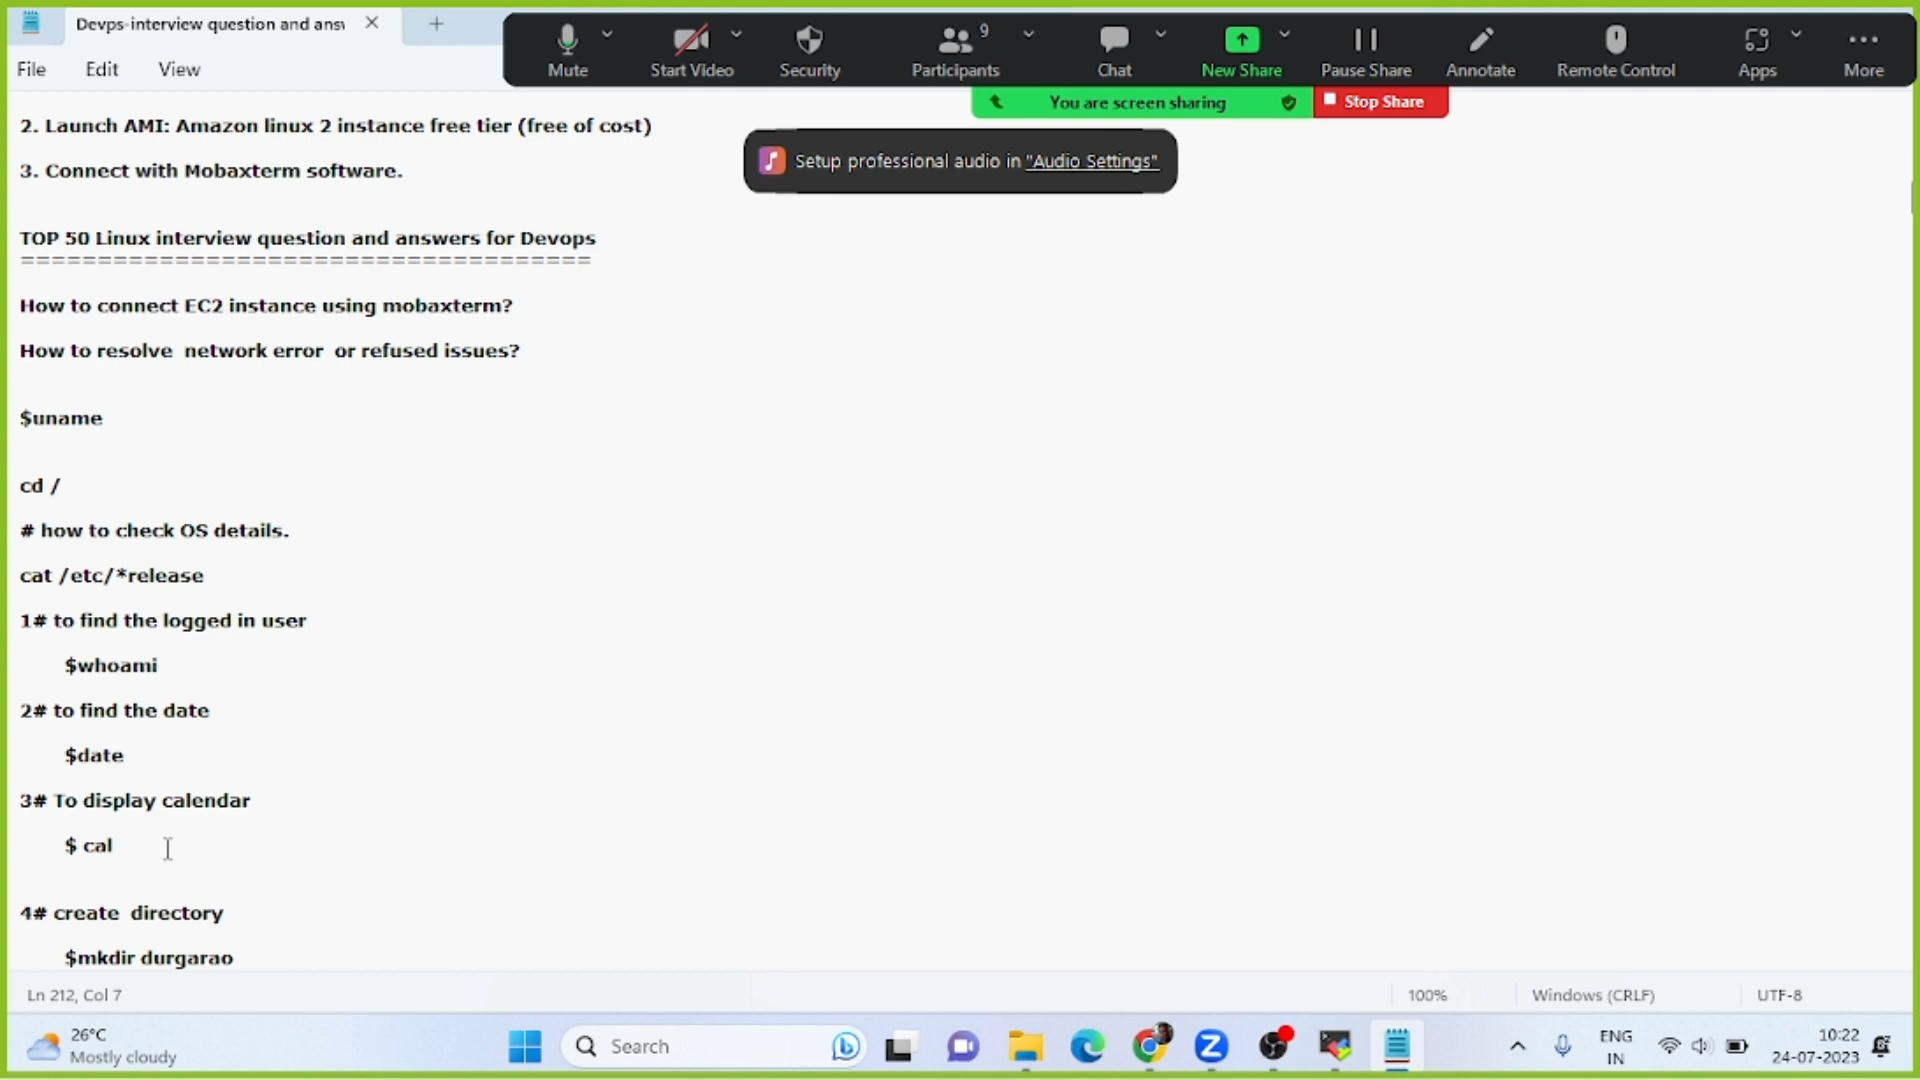 Devps-interview question and ansv
File Edit View
Mute
Start Video
Security
Participants 9
Chat
New Share
Pause Share
Annotate
Remote Control
Apps
More
You are screen sharing
Stop Share
Setup professional audio in "Audio Settings"
2. Launch AMI: Amazon linux 2 instance free tier (free of cost)
3. Connect with Mobaxterm software.
TOP 50 Linux interview question and answers for Devops
=====================================
How to connect EC2 instance using mobaxterm?
How to resolve  network error  or refused issues?
$uname
cd /
# how to check OS details.
cat /etc/*release
1# to find the logged in user
$whoami
2# to find the date
$date
3# To display calendar
$ cal
4# create  directory
$mkdir durgarao
Ln 212, Col 7
100%
Windows (CRLF)
UTF-8
26°C
Mostly cloudy
Search
ENG
IN
10:22
24-07-2023